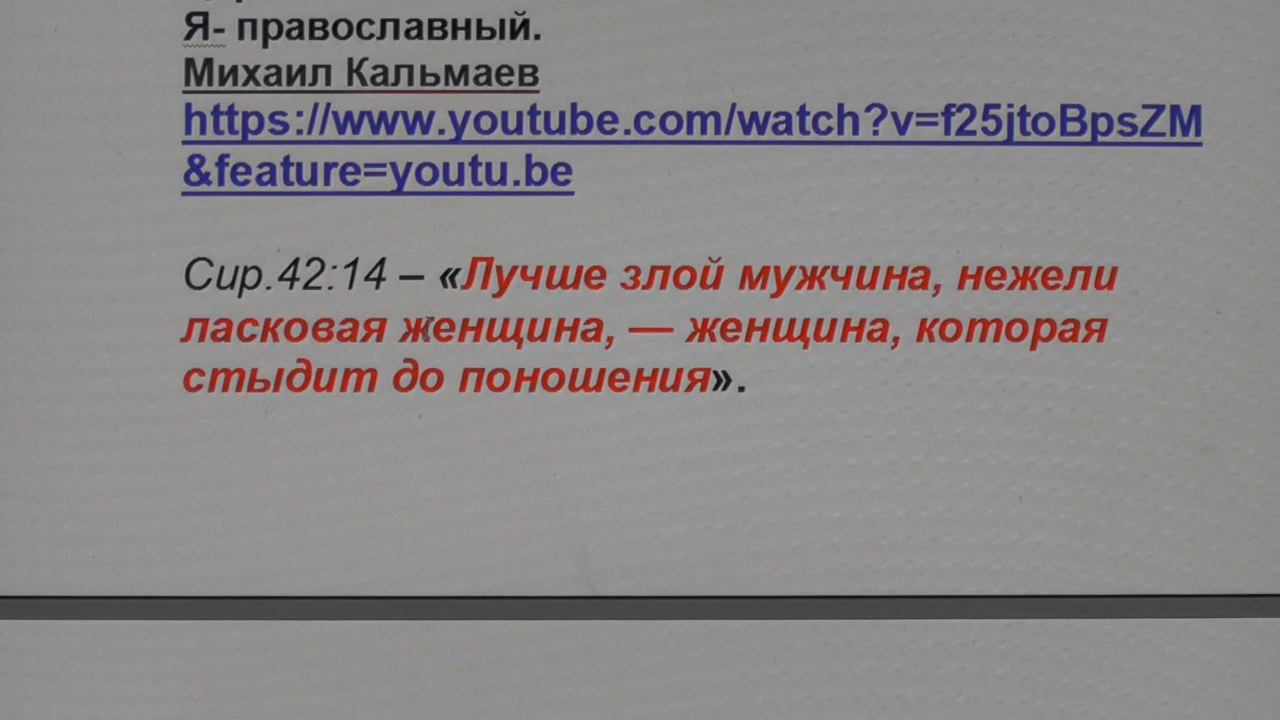 Я- православный.
Михаил Кальмаев
https://www.youtube.com/watch?v=f25jtoBpsZM
&feature=youtu.be
Сир.42:14 – «Лучше злой мужчина, нежели
ласковая женщина, — женщина, которая
стыдит до поношения».